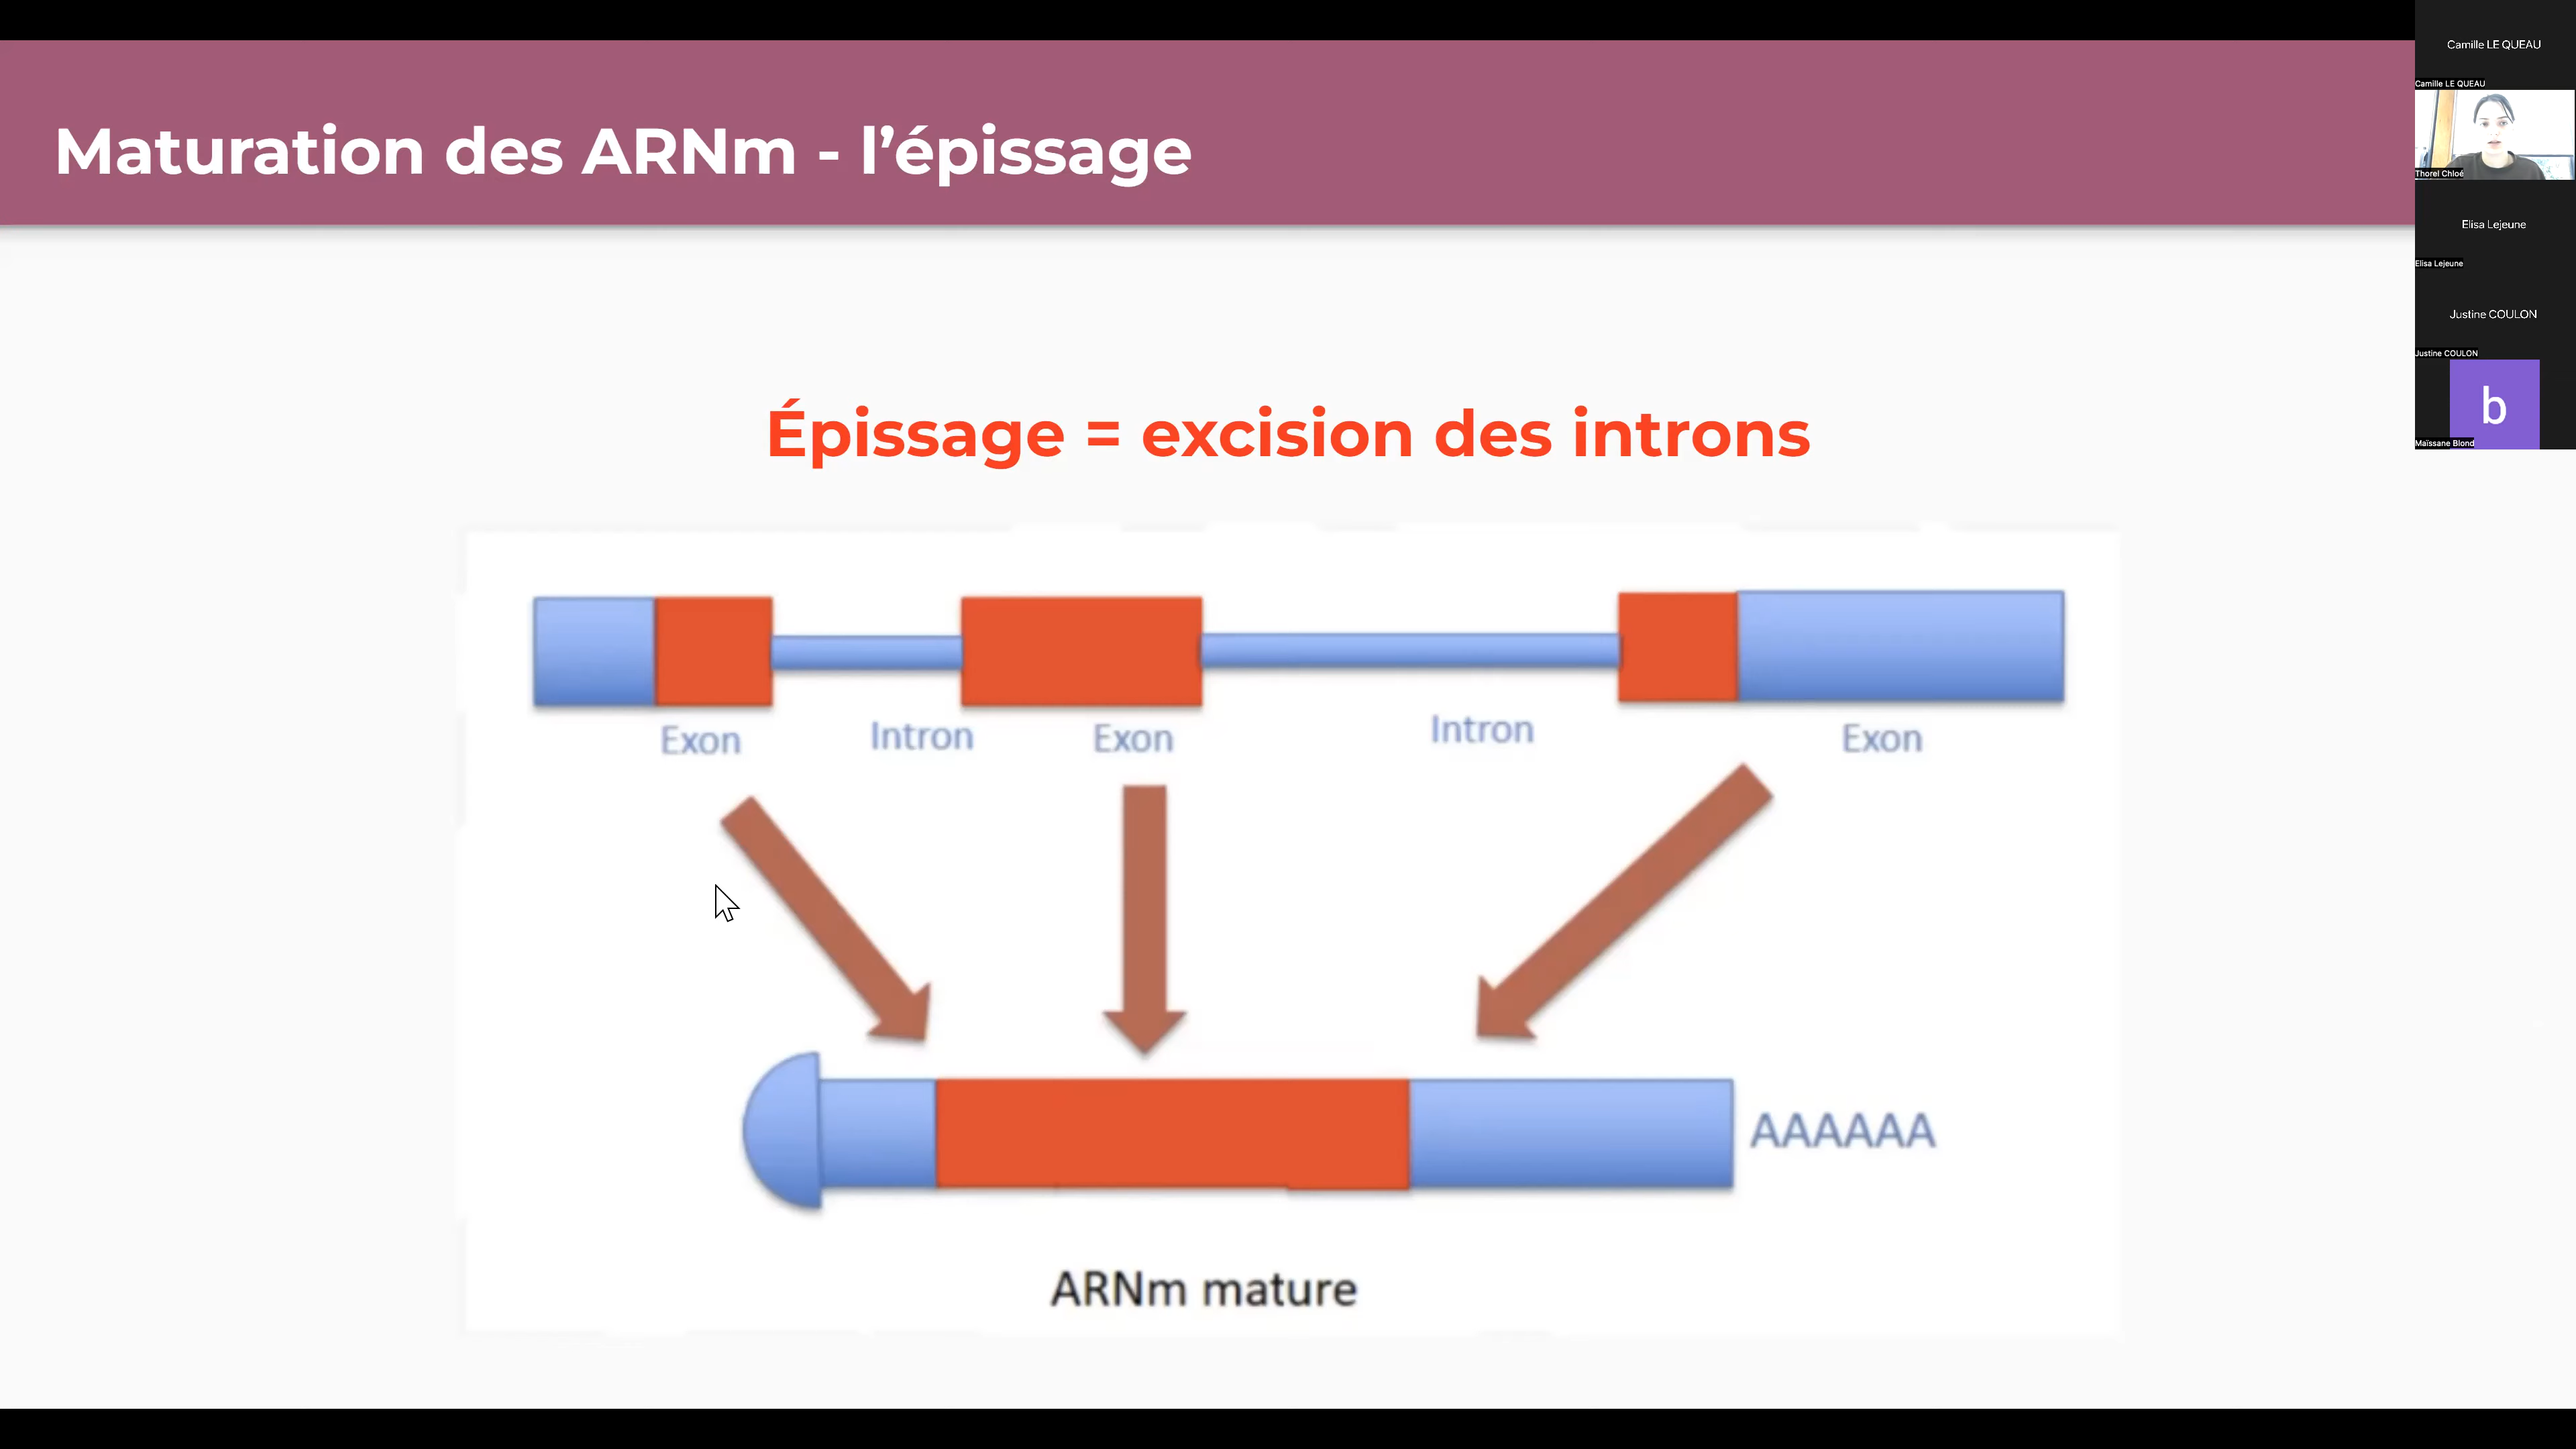 Maturation des ARNm - l'épissage
Épissage = excision des introns
Exon
Intron
Exon
Intron
Exon
AAAAAA
ARNm mature
Camille LE QUEAU
Camille LE QUEAU
Thorel Chloé
Elisa Lejeune
Elisa Lejeune
Justine COULON
Justine COULON
b
Maïssane Blond